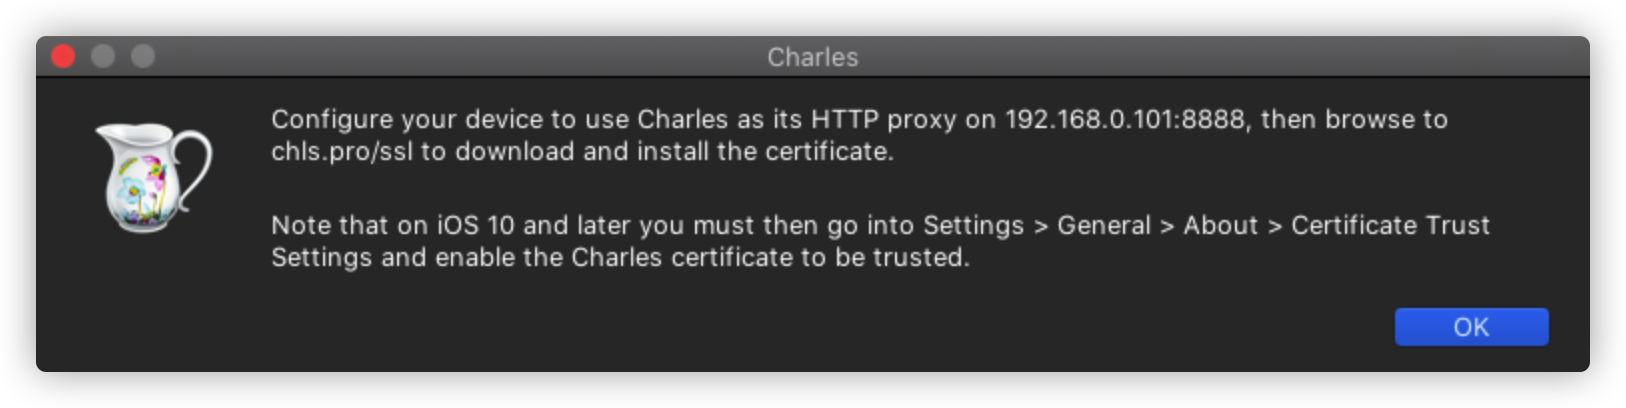 Charles
Configure your device to use Charles as its HTTP proxy on 192.168.0.101:8888, then browse to
chls.pro/ssl to download and install the certificate.
Note that on iOS 10 and later you must then go into Settings > General > About > Certificate Trust
Settings and enable the Charles certificate to be trusted.
OK